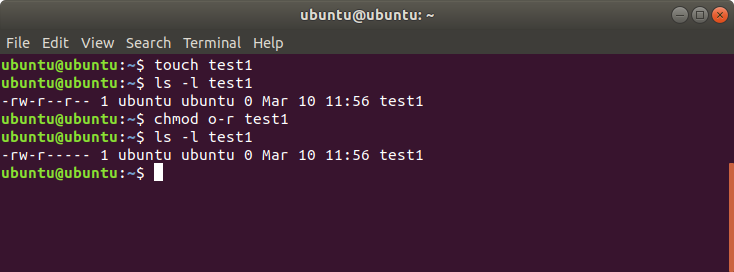 ubuntu@ubuntu: ~
File Edit View Search Terminal Help
ubuntu@ubuntu:~$ touch test1
ubuntu@ubuntu:~$ ls -l test1
-rw-r--r-- 1 ubuntu ubuntu 0 Mar 10 11:56 test1
ubuntu@ubuntu:~$ chmod o-r test1
ubuntu@ubuntu:~$ ls -l test1
-rw-r----- 1 ubuntu ubuntu 0 Mar 10 11:56 test1
ubuntu@ubuntu:~$